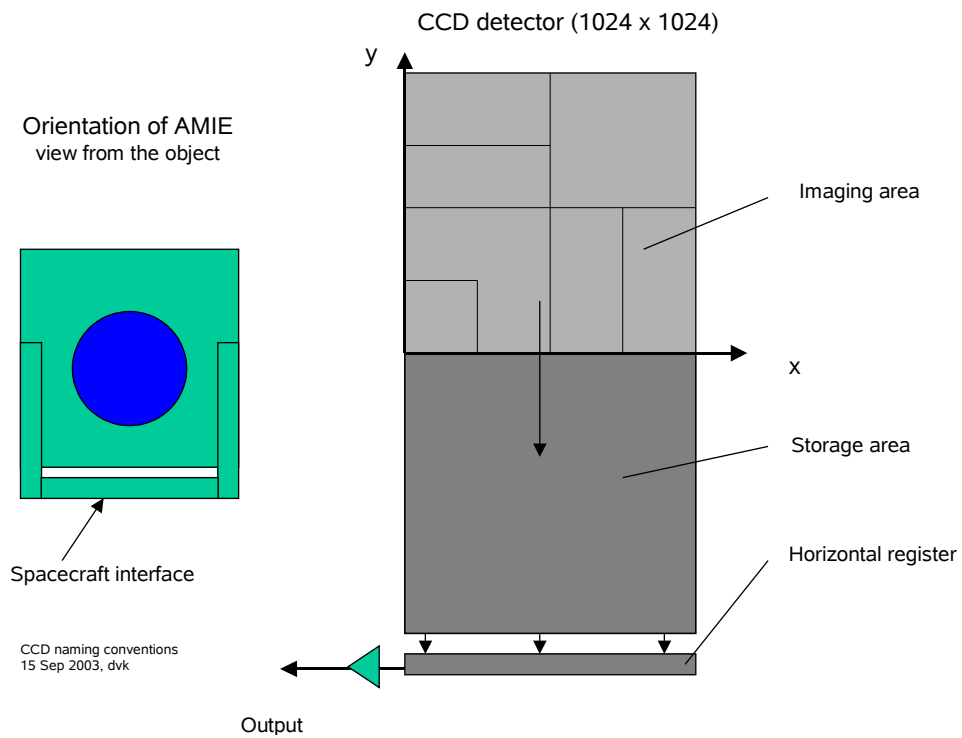 CCD detector (1024 x 1024)
y
Orientation of AMIE
view from the object
Imaging area
x
Storage area
Horizontal register
Spacecraft interface
CCD naming conventions
15 Sep 2003, dvk
Output